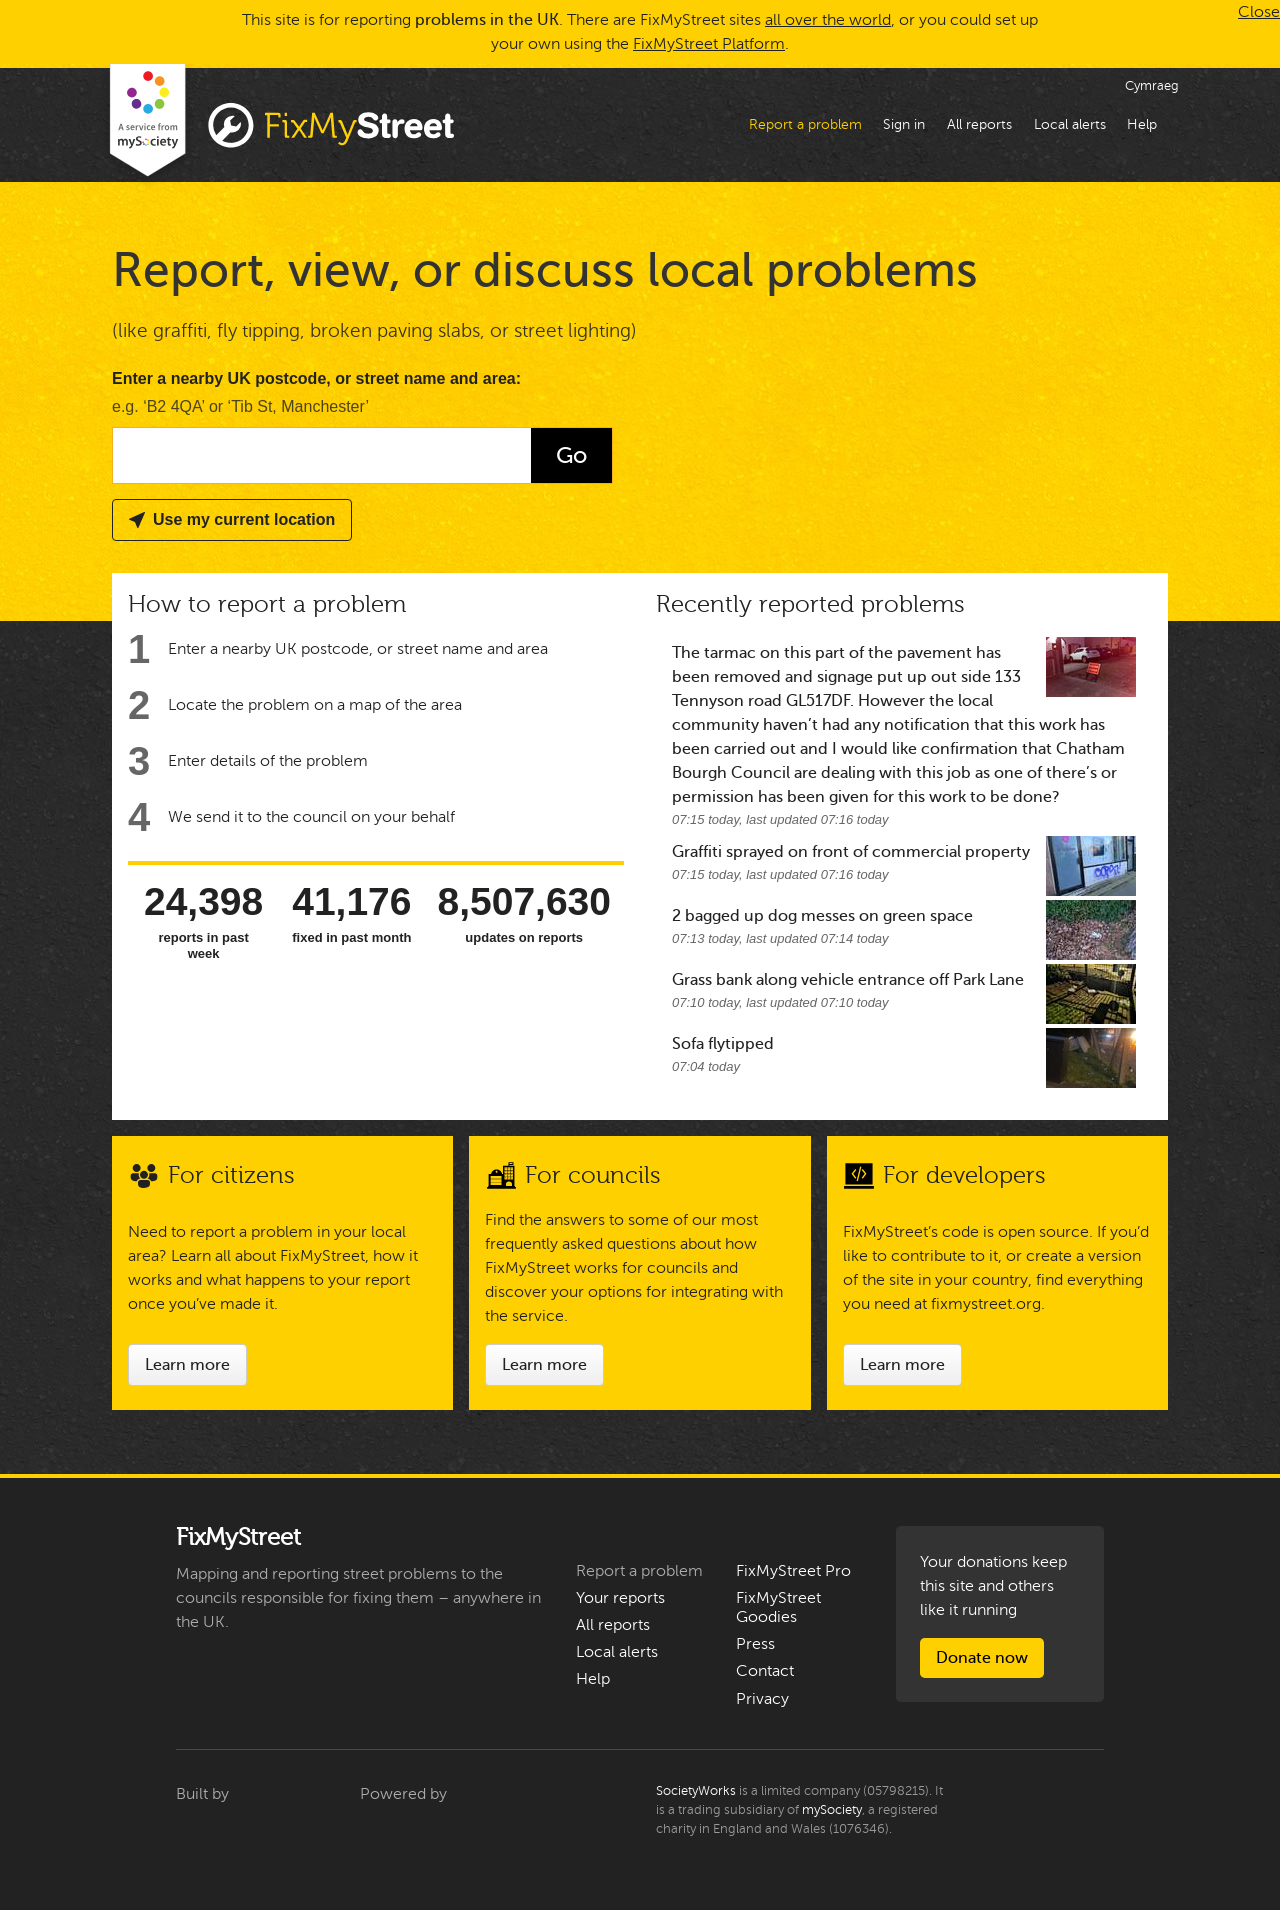 This site is for reporting problems in the UK. There are FixMyStreet sites all over the world, or you could set up
your own using the FixMyStreet Platform.
Close
Cymraeg
A service from
mySociety
FixMyStreet
Report a problem
Sign in
All reports
Local alerts
Help
Report, view, or discuss local problems
(like graffiti, fly tipping, broken paving slabs, or street lighting)
Enter a nearby UK postcode, or street name and area:
e.g. ‘B2 4QA’ or ‘Tib St, Manchester’
Go
Use my current location
How to report a problem
1 Enter a nearby UK postcode, or street name and area
2 Locate the problem on a map of the area
3 Enter details of the problem
4 We send it to the council on your behalf
24,398
reports in past
week
41,176
fixed in past month
8,507,630
updates on reports
Recently reported problems
The tarmac on this part of the pavement has
been removed and signage put up out side 133
Tennyson road GL517DF. However the local
community haven’t had any notification that this work has
been carried out and I would like confirmation that Chatham
Bourgh Council are dealing with this job as one of there’s or
permission has been given for this work to be done?
07:15 today, last updated 07:16 today
Graffiti sprayed on front of commercial property
07:15 today, last updated 07:16 today
2 bagged up dog messes on green space
07:13 today, last updated 07:14 today
Grass bank along vehicle entrance off Park Lane
07:10 today, last updated 07:10 today
Sofa flytipped
07:04 today
For citizens
Need to report a problem in your local
area? Learn all about FixMyStreet, how it
works and what happens to your report
once you’ve made it.
Learn more
For councils
Find the answers to some of our most
frequently asked questions about how
FixMyStreet works for councils and
discover your options for integrating with
the service.
Learn more
For developers
FixMyStreet’s code is open source. If you’d
like to contribute to it, or create a version
of the site in your country, find everything
you need at fixmystreet.org.
Learn more
FixMyStreet
Mapping and reporting street problems to the
councils responsible for fixing them – anywhere in
the UK.
Report a problem
Your reports
All reports
Local alerts
Help
FixMyStreet Pro
FixMyStreet
Goodies
Press
Contact
Privacy
Your donations keep
this site and others
like it running
Donate now
Built by
Powered by
SocietyWorks is a limited company (05798215). It
is a trading subsidiary of mySociety, a registered
charity in England and Wales (1076346).